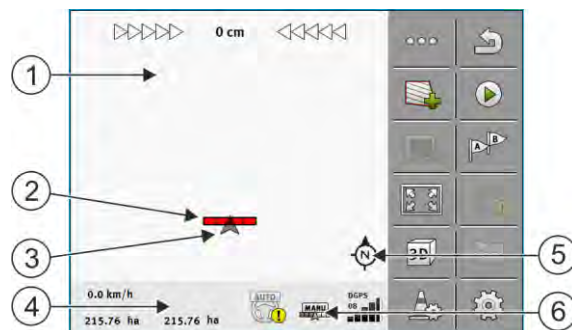 0 cm
1
A B
2
3
N
5
3D
4
0.0 km/h
AUTO
MANU
DGPS
08
6
215.76 ha 215.76 ha